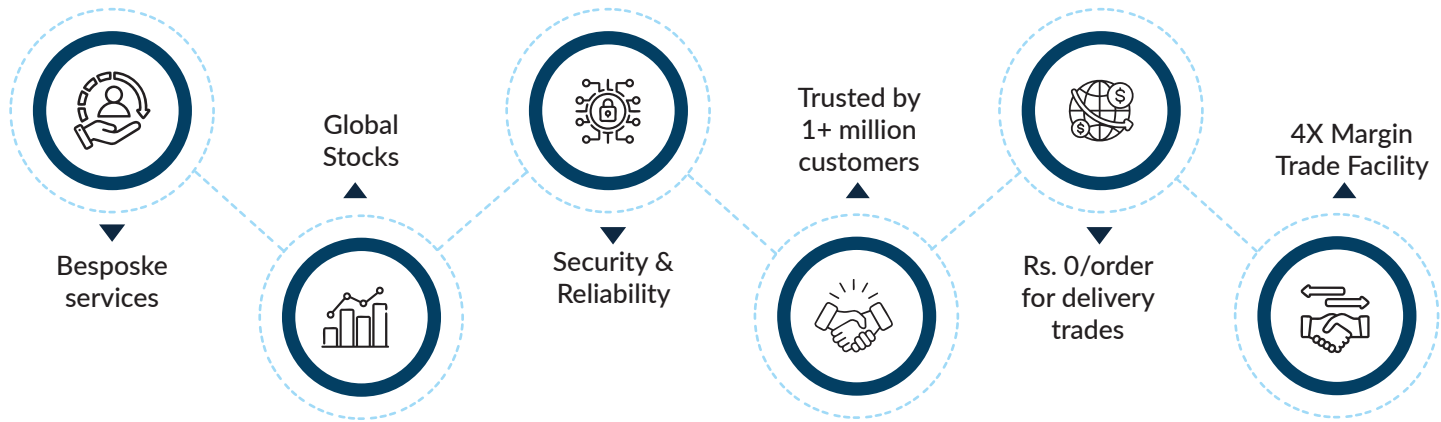 Besposke
services
Global
Stocks
Security &
Reliability
Trusted by
1+ million
customers
$
$
Rs. 0/order
for delivery
trades
4X Margin
Trade Facility